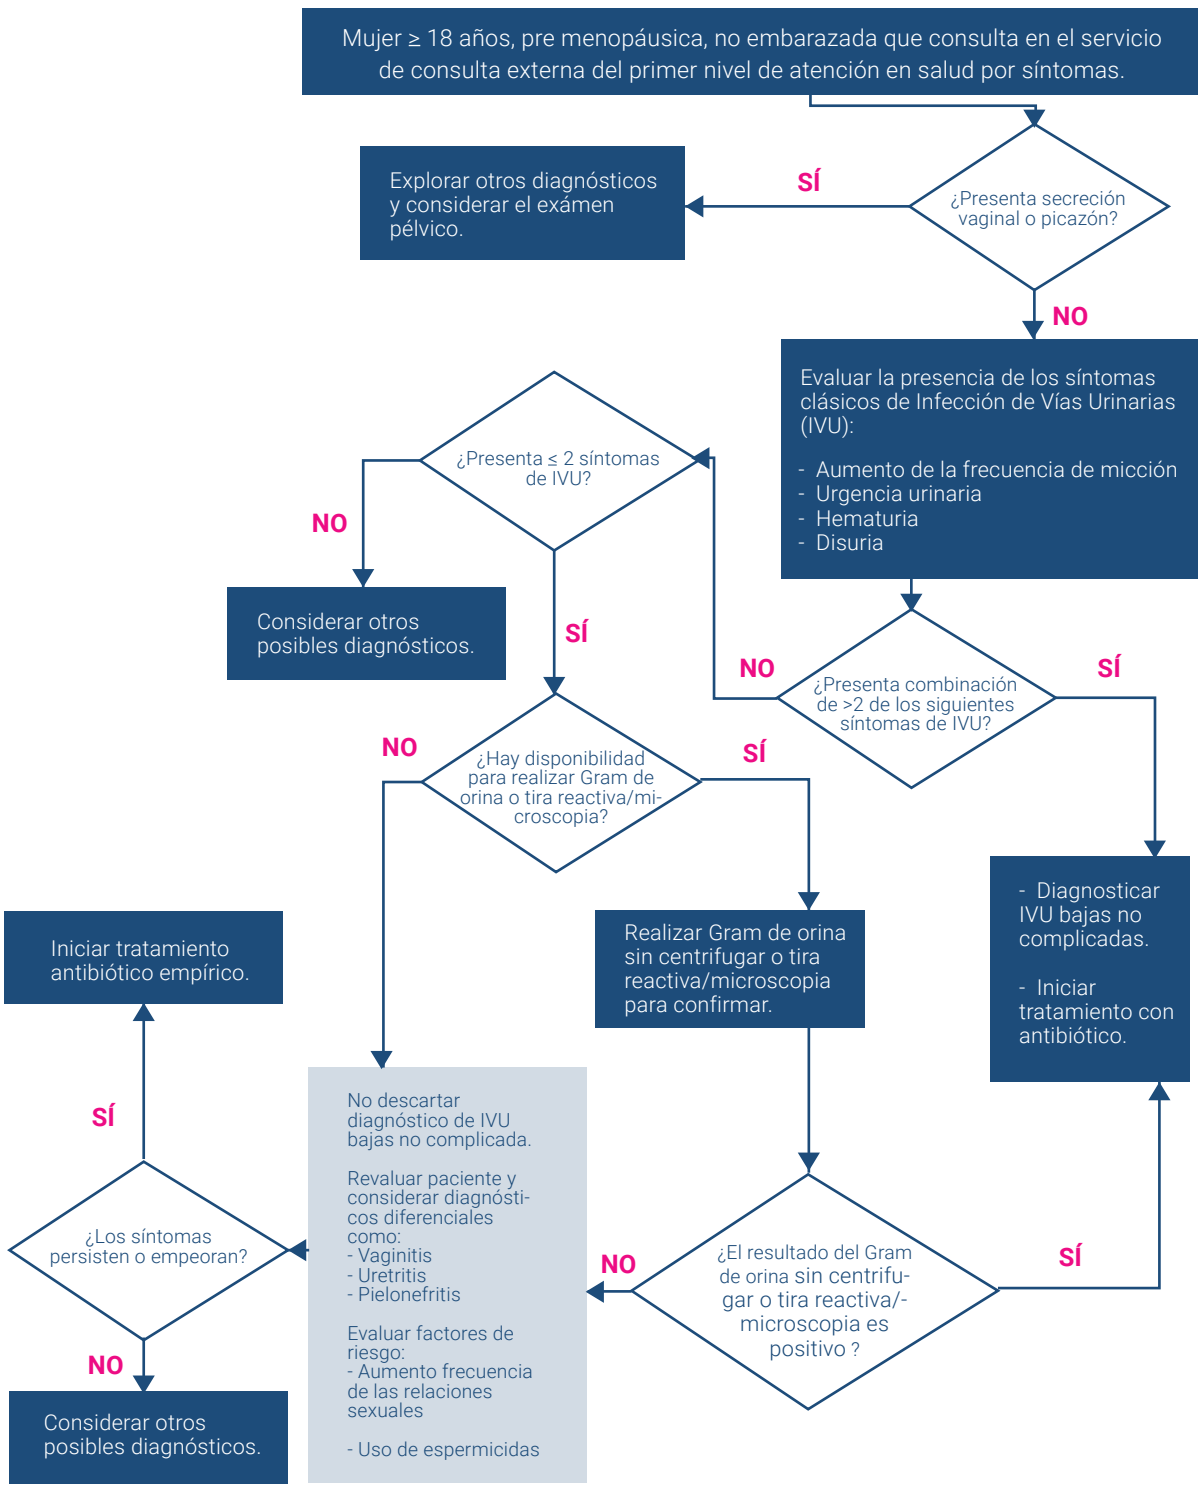 Mujer ≥ 18 años, pre menopáusica, no embarazada que consulta en el servicio
de consulta externa del primer nivel de atención en salud por síntomas.
¿Presenta secreción
vaginal o picazón?
SÍ
Explorar otros diagnósticos
y considerar el exámen
pélvico.
NO
Evaluar la presencia de los síntomas
clásicos de Infección de Vías Urinarias
(IVU):
- Aumento de la frecuencia de micción
- Urgencia urinaria
- Hematuria
- Disuria
¿Presenta combinación
de >2 de los siguientes
síntomas de IVU?
SÍ
NO
¿Presenta ≤ 2 síntomas
de IVU?
NO
Considerar otros
posibles diagnósticos.
SÍ
¿Hay disponibilidad
para realizar Gram de
orina o tira reactiva/mi-
croscopia?
NO
SÍ
- Diagnosticar
IVU bajas no
complicadas.
- Iniciar
tratamiento con
antibiótico.
Realizar Gram de orina
sin centrifugar o tira
reactiva/microscopia
para confirmar.
¿El resultado del Gram
de orina sin centrifu-
gar o tira reactiva/-
microscopia es
positivo ?
SÍ
NO
No descartar
diagnóstico de IVU
bajas no complicada.
Revaluar paciente y
considerar diagnósti-
cos diferenciales
como:
- Vaginitis
- Uretritis
- Pielonefritis
Evaluar factores de
riesgo:
- Aumento frecuencia
de las relaciones
sexuales
- Uso de espermicidas
¿Los síntomas
persisten o empeoran?
SÍ
Iniciar tratamiento
antibiótico empírico.
NO
Considerar otros
posibles diagnósticos.